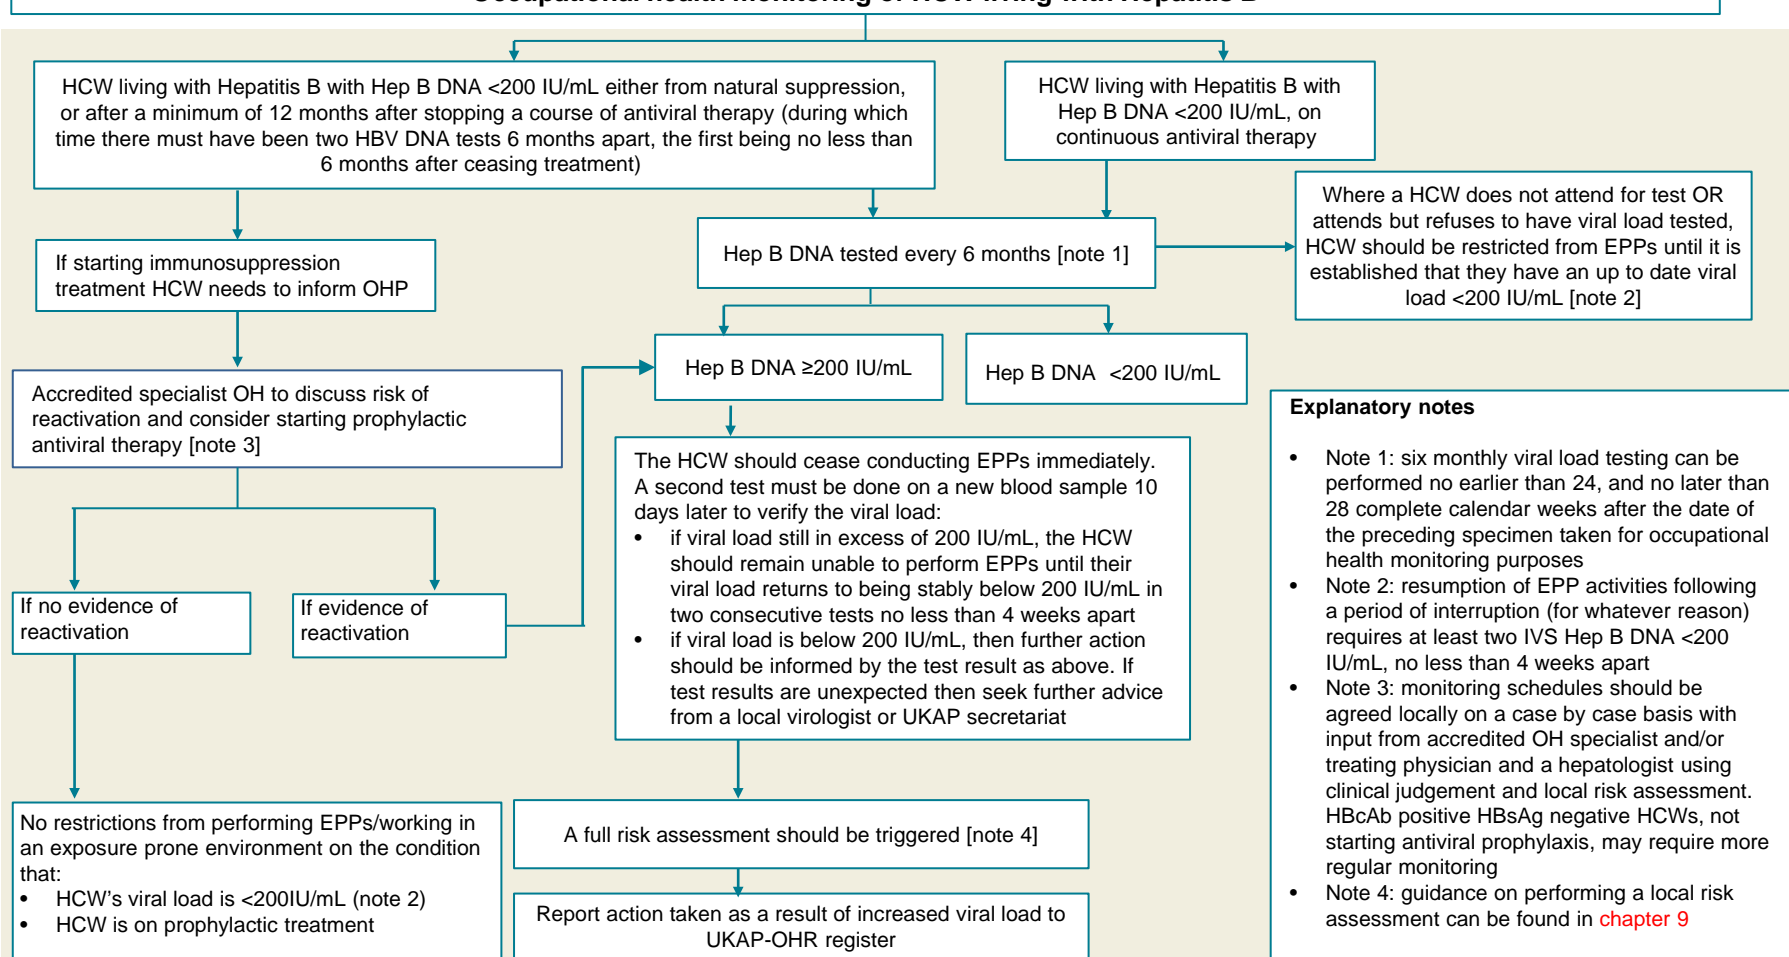 HCW living with Hepatitis B with Hep B DNA <200 IU/mL either from natural suppression,
or after a minimum of 12 months after stopping a course of antiviral therapy (during which
time there must have been two HBV DNA tests 6 months apart, the first being no less than
6 months after ceasing treatment)
HCW living with Hepatitis B with
Hep B DNA <200 IU/mL, on
continuous antiviral therapy
Where a HCW does not attend for test OR
attends but refuses to have viral load tested,
HCW should be restricted from EPPs until it is
established that they have an up to date viral
load <200 IU/mL [note 2]
If starting immunosuppression
treatment HCW needs to inform OHP
Hep B DNA tested every 6 months [note 1]
Hep B DNA ≥200 IU/mL
Hep B DNA <200 IU/mL
Accredited specialist OH to discuss risk of
reactivation and consider starting prophylactic
antiviral therapy [note 3]
The HCW should cease conducting EPPs immediately.
A second test must be done on a new blood sample 10
days later to verify the viral load:
• if viral load still in excess of 200 IU/mL, the HCW
should remain unable to perform EPPs until their
viral load returns to being stably below 200 IU/mL in
two consecutive tests no less than 4 weeks apart
• if viral load is below 200 IU/mL, then further action
should be informed by the test result as above. If
test results are unexpected then seek further advice
from a local virologist or UKAP secretariat
If no evidence of
reactivation
If evidence of
reactivation
No restrictions from performing EPPs/working in
an exposure prone environment on the condition
that:
• HCW's viral load is <200IU/mL (note 2)
• HCW is on prophylactic treatment
A full risk assessment should be triggered [note 4]
Report action taken as a result of increased viral load to
UKAP-OHR register
Explanatory notes
• Note 1: six monthly viral load testing can be
performed no earlier than 24, and no later than
28 complete calendar weeks after the date of
the preceding specimen taken for occupational
health monitoring purposes
• Note 2: resumption of EPP activities following
a period of interruption (for whatever reason)
requires at least two IVS Hep B DNA <200
IU/mL, no less than 4 weeks apart
• Note 3: monitoring schedules should be
agreed locally on a case by case basis with
input from accredited OH specialist and/or
treating physician and a hepatologist using
clinical judgement and local risk assessment.
HBcAb positive HBsAg negative HCWs, not
starting antiviral prophylaxis, may require more
regular monitoring
• Note 4: guidance on performing a local risk
assessment can be found in chapter 9